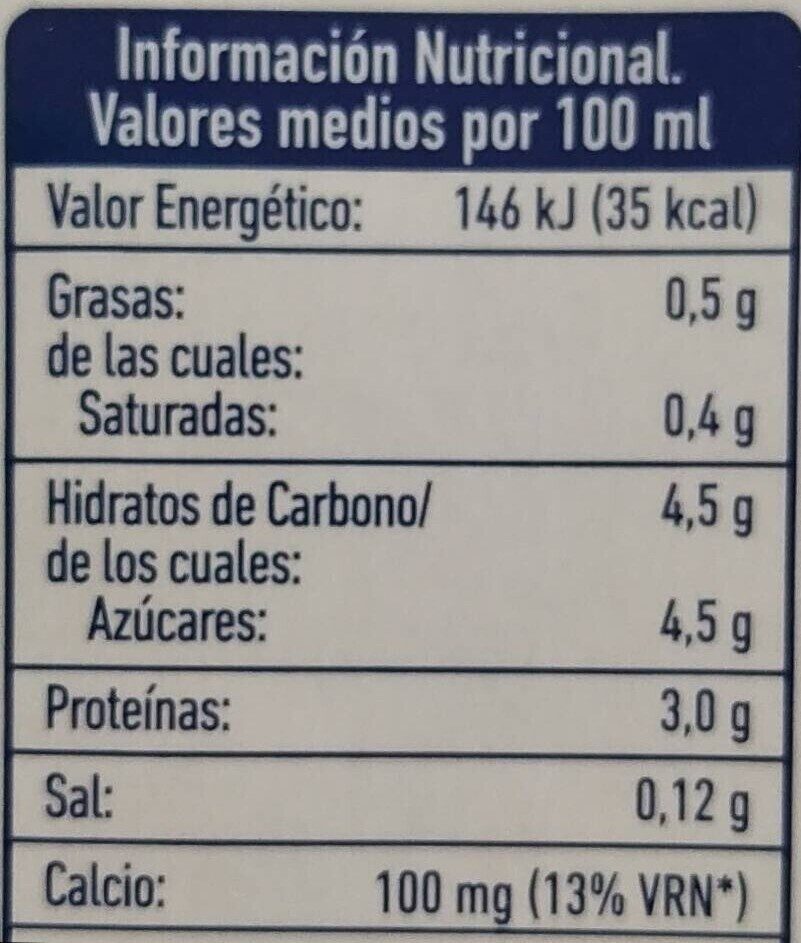 Información Nutricional.
Valores medios por 100 ml
Valor Energético: 146 kJ (35 kcal)
Grasas: 0,5 g
de las cuales:
Saturadas: 0,4 g
Hidratos de Carbono/ 4,5 g
de los cuales:
Azúcares: 4,5 g
Proteínas: 3,0 g
Sal: 0,12 g
Calcio: 100 mg (13% VRN*)